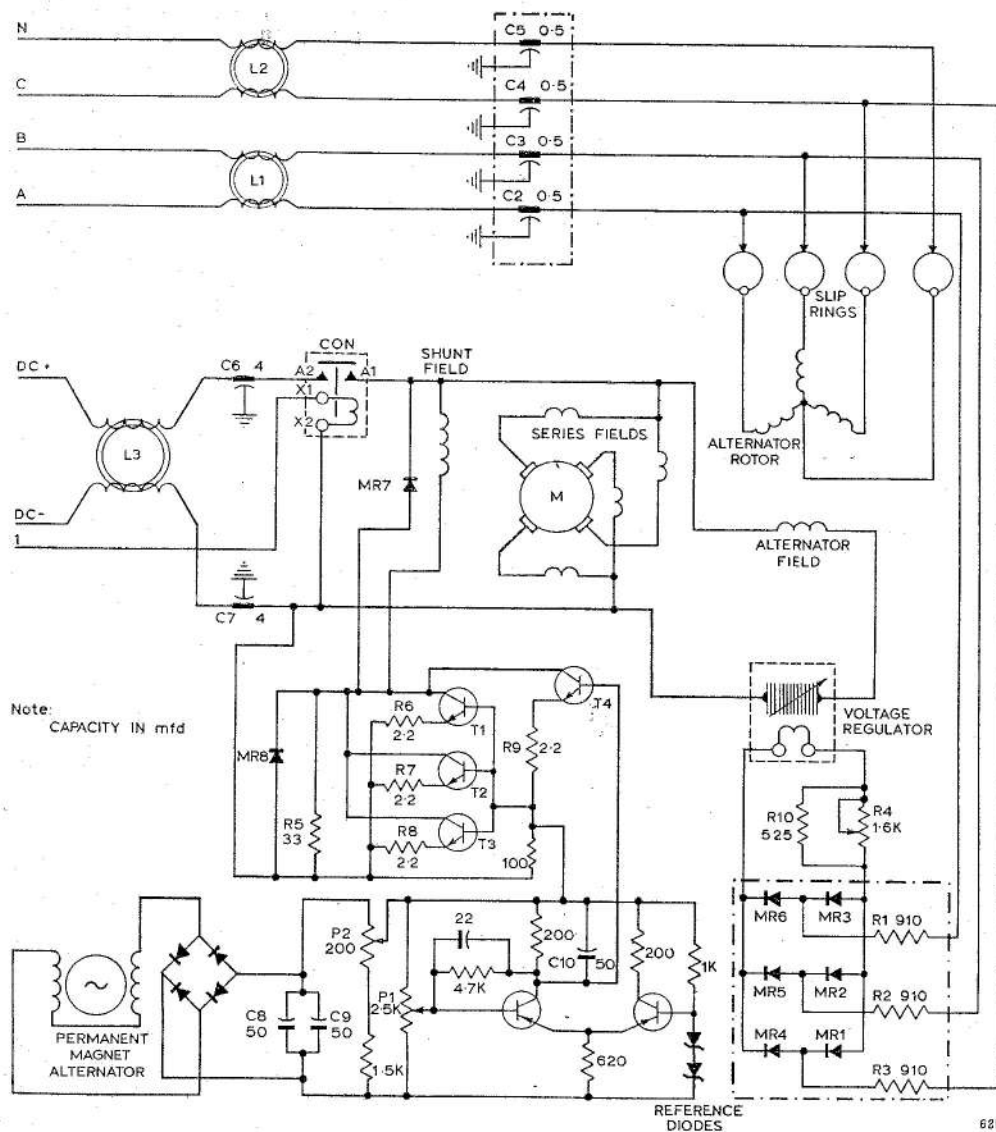 N
C5 0·5
L2
C
C4 0·5
B
C3 0·5
L1
A
C2 0·5
SLIP
RINGS
CON
DC +
C6 4
A2
A1
SHUNT
FIELD
X1
X2
SERIES FIELDS
ALTERNATOR
ROTOR
L3
MR7
M
DC-
1
ALTERNATOR
FIELD
C7 4
T4
Note:
CAPACITY IN mfd
R6
2·2
T1
R9
2·2
VOLTAGE
REGULATOR
MR8
R7
2·2
T2
R10
525
R4
1·6K
R5
33
R8
2·2
T3
100
MR6
MR3
R1 910
P2
200
22
200
C10
50
200
1K
4·7K
P1
2·5K
MR5
MR2
R2 910
C8
50
C9
50
MR4
MR1
PERMANENT
MAGNET
ALTERNATOR
1.5K
620
R3 910
REFERENCE
DIODES